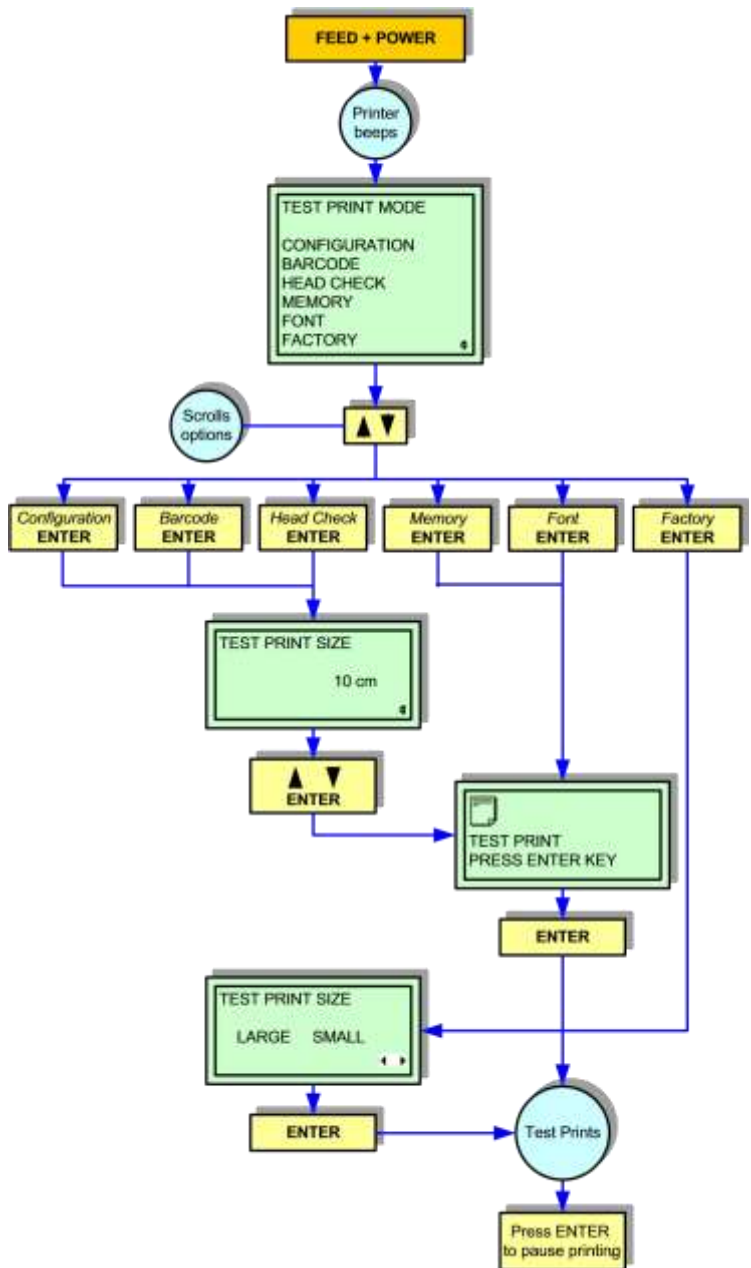 FEED + POWER
Printer
beeps
TEST PRINT MODE
CONFIGURATION
BARCODE
HEAD CHECK
MEMORY
FONT
FACTORY
Scrolls
options
Configuration
ENTER
Barcode
ENTER
Head Check
ENTER
Memory
ENTER
Font
ENTER
Factory
ENTER
TEST PRINT SIZE
10 cm
ENTER
TEST PRINT
PRESS ENTER KEY
ENTER
TEST PRINT SIZE
LARGE SMALL
ENTER
Test Prints
Press ENTER
to pause printing